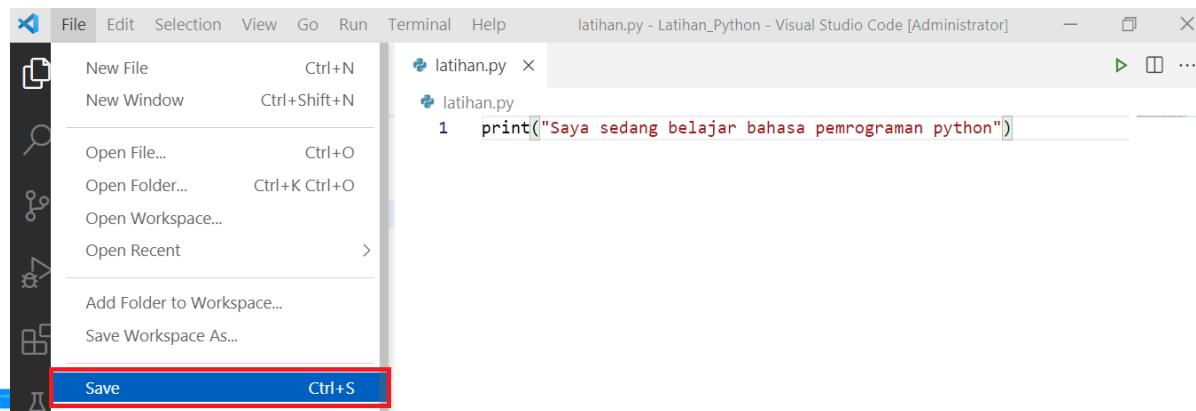 File Edit Selection View Go Run Terminal Help latihan.py - Latihan_Python - Visual Studio Code [Administrator]
New File Ctrl+N
New Window Ctrl+Shift+N
Open File... Ctrl+O
Open Folder... Ctrl+K Ctrl+O
Open Workspace...
Open Recent
Add Folder to Workspace...
Save Workspace As...
Save Ctrl+S
latihan.py
latihan.py
1 print("Saya sedang belajar bahasa pemrograman python")